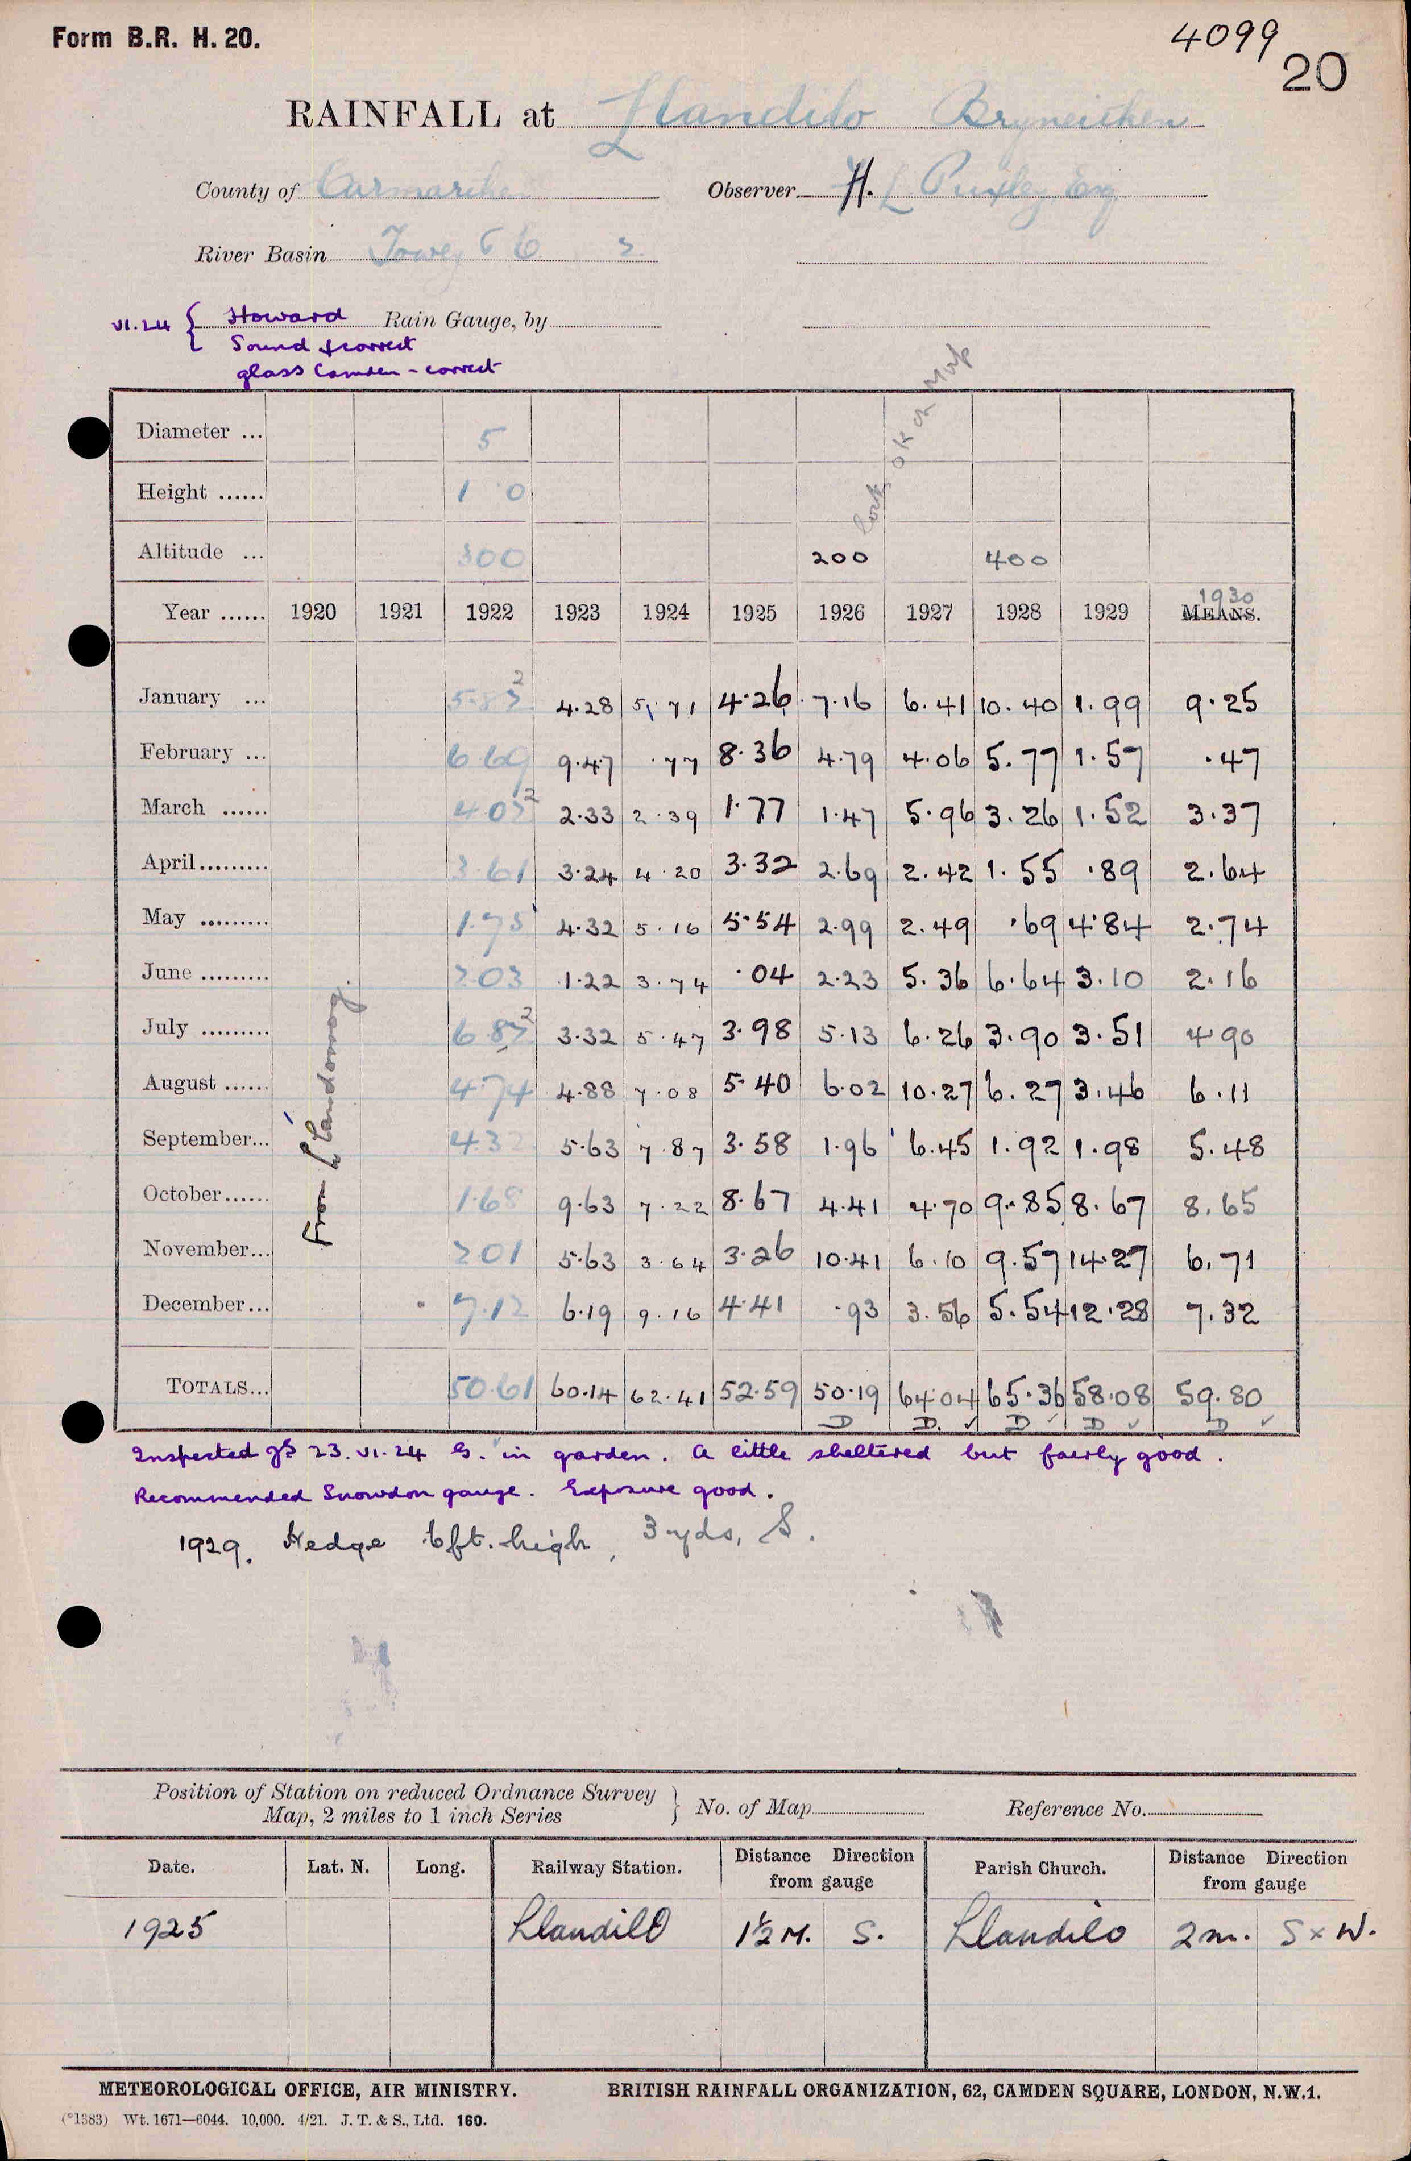 Form B.R. H. 20.
4099
20
RAINFALL at Llandilo Bryneithen
County of Carmarthen Observer H. L Puxley Esq
River Basin Towey
VI.24 { Howard Rain Gauge, by
Sound & correct
glass Camden - correct
ok on Map
Diameter ... 5
Height ...... 1 0
Altitude ... 300 200 400
Year ...... 1920 1921 1922 1923 1924 1925 1926 1927 1928 1929 MEANS. 1930
January ... 5.83 2 4.28 5.71 4.26 7.16 6.41 10.40 1.99 9.25
February ... 6.69 9.47 .77 8.36 4.79 4.06 5.77 1.57 .47
March ...... 4.03 2 2.33 2.39 1.77 1.47 5.96 3.26 1.52 3.37
April......... 3.61 3.24 4.20 3.32 2.69 2.42 1.55 .89 2.64
May ......... 1.75 4.32 5.16 5.54 2.99 2.49 .69 4.84 2.74
June ......... 2.03 1.22 3.74 .04 2.23 5.36 6.64 3.10 2.16
July ......... 6.83 2 3.32 5.47 3.98 5.13 6.26 3.90 3.51 4.90
August ...... 4.74 4.88 7.08 5.40 6.02 10.27 6.27 3.46 6.11
September... 4.32 5.63 7.87 3.58 1.96 6.45 1.92 1.98 5.48
October...... 1.68 9.63 7.22 8.67 4.41 4.70 9.85 8.67 8.65
November... 2.01 5.63 3.64 3.26 10.41 6.10 9.57 14.27 6.71
December... 7.12 6.19 9.16 4.41 .93 3.56 5.54 12.28 7.32
From Llandovery.
TOTALS... 50.61 60.14 62.41 52.59 50.19 64.04 65.36 58.08 59.80
D D. ✓ D ✓ D ✓ D ✓
Inspected 23.VI.24 G. in garden. A little sheltered but fairly good.
Recommended Snowdon gauge. Exposure good.
1929. Hedge 6ft. high, 3 yds, S.
Position of Station on reduced Ordnance Survey
Map, 2 miles to 1 inch Series } No. of Map Reference No.
Date. Lat. N. Long. Railway Station. Distance Direction from gauge Parish Church. Distance Direction from gauge
1925 Llandilo 1½ M. S. Llandilo 2 m. S x W.
METEOROLOGICAL OFFICE, AIR MINISTRY. BRITISH RAINFALL ORGANIZATION, 62, CAMDEN SQUARE, LONDON, N.W.1.
(*1383) Wt. 1671—6044. 10,000. 4/21. J. T. & S., Ltd. 160.